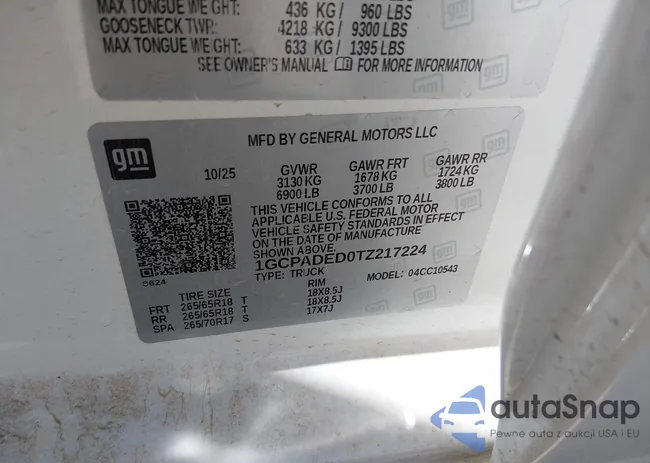 MAX TONGUE WEIGHT: 436 KG/ 960 LBS
GOOSENECK TWR: 4218 KG/ 9300 LBS
MAX TONGUE WEIGHT: 633 KG/ 1395 LBS
SEE OWNER'S MANUAL FOR MORE INFORMATION
gm
MFD BY GENERAL MOTORS LLC
10/25 GVWR GAWR FRT GAWR RR
3130 KG 1678 KG 1724 KG
6900 LB 3700 LB 3800 LB
THIS VEHICLE CONFORMS TO ALL
APPLICABLE U.S. FEDERAL MOTOR
VEHICLE SAFETY STANDARDS IN EFFECT
ON THE DATE OF MANUFACTURE
SHOWN ABOVE.
1GCPADED0TZ217224
TYPE: TRUCK MODEL: 04CC10543
8624
TIRE SIZE RIM
FRT 265/65R18 T 18X8.5J
RR 265/65R18 T 18X8.5J
SPA 265/70R17 S 17X7J
autaSnap
Pewne auta z aukcji USA i EU